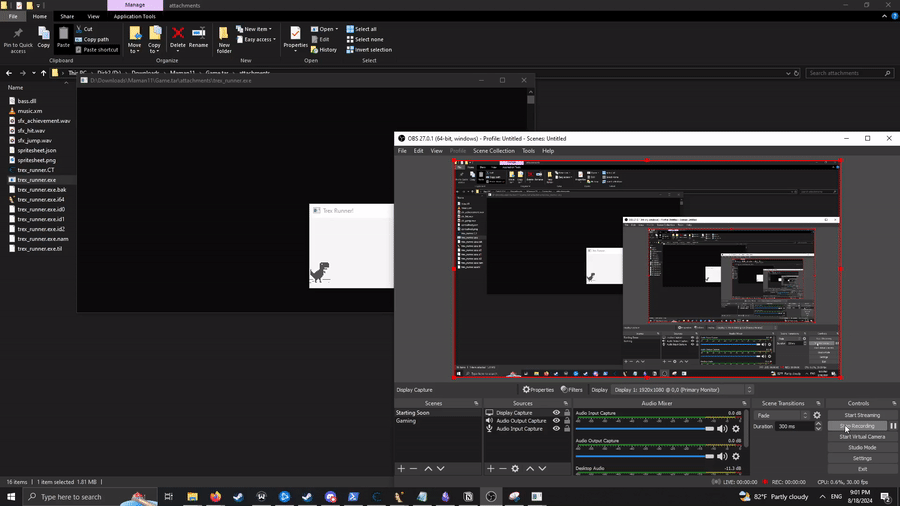 Manage
attachments
File
Home
Share
View
Application Tools
Pin to Quick access
Copy
Paste
Cut
Copy path
Paste shortcut
Move to
Copy to
Delete
Rename
New folder
New item
Easy access
Properties
Open
Edit
History
Select all
Select none
Invert selection
Clipboard
Organize
New
Open
Select
This PC
Disk2 (D:)
Downloads
Maman11
Game.tar
attachments
Search attachments
Name
bass.dll
music.xm
sfx_achievement.wav
sfx_hit.wav
sfx_jump.wav
spritesheet.json
spritesheet.png
trex_runner.CT
trex_runner.exe
trex_runner.exe.bak
trex_runner.exe.i64
trex_runner.exe.id0
trex_runner.exe.id1
trex_runner.exe.id2
trex_runner.exe.nam
trex_runner.exe.til
D:\Downloads\Maman11\Game.tar\attachments\trex_runner.exe
Trex Runner!
OBS 27.0.1 (64-bit, windows) - Profile: Untitled - Scenes: Untitled
File Edit View Profile Scene Collection Tools Help
Display Capture
Properties
Filters
Display
Display 1: 1920x1080 @ 0,0 (Primary Monitor)
Scenes
Starting Soon
Gaming
Sources
Display Capture
Audio Output Capture
Audio Input Capture
Audio Mixer
Audio Input Capture 0.0 dB
Audio Output Capture 0.0 dB
Desktop Audio -11.3 dB
Scene Transitions
Fade
Duration 300 ms
Controls
Start Streaming
Stop Recording
Start Virtual Camera
Studio Mode
Settings
Exit
LIVE: 00:00:00
REC: 00:00:00
CPU: 0.6%, 30.00 fps
16 items
1 item selected 1.81 MB
Type here to search
82°F Partly cloudy
ENG
9:01 PM
8/18/2024